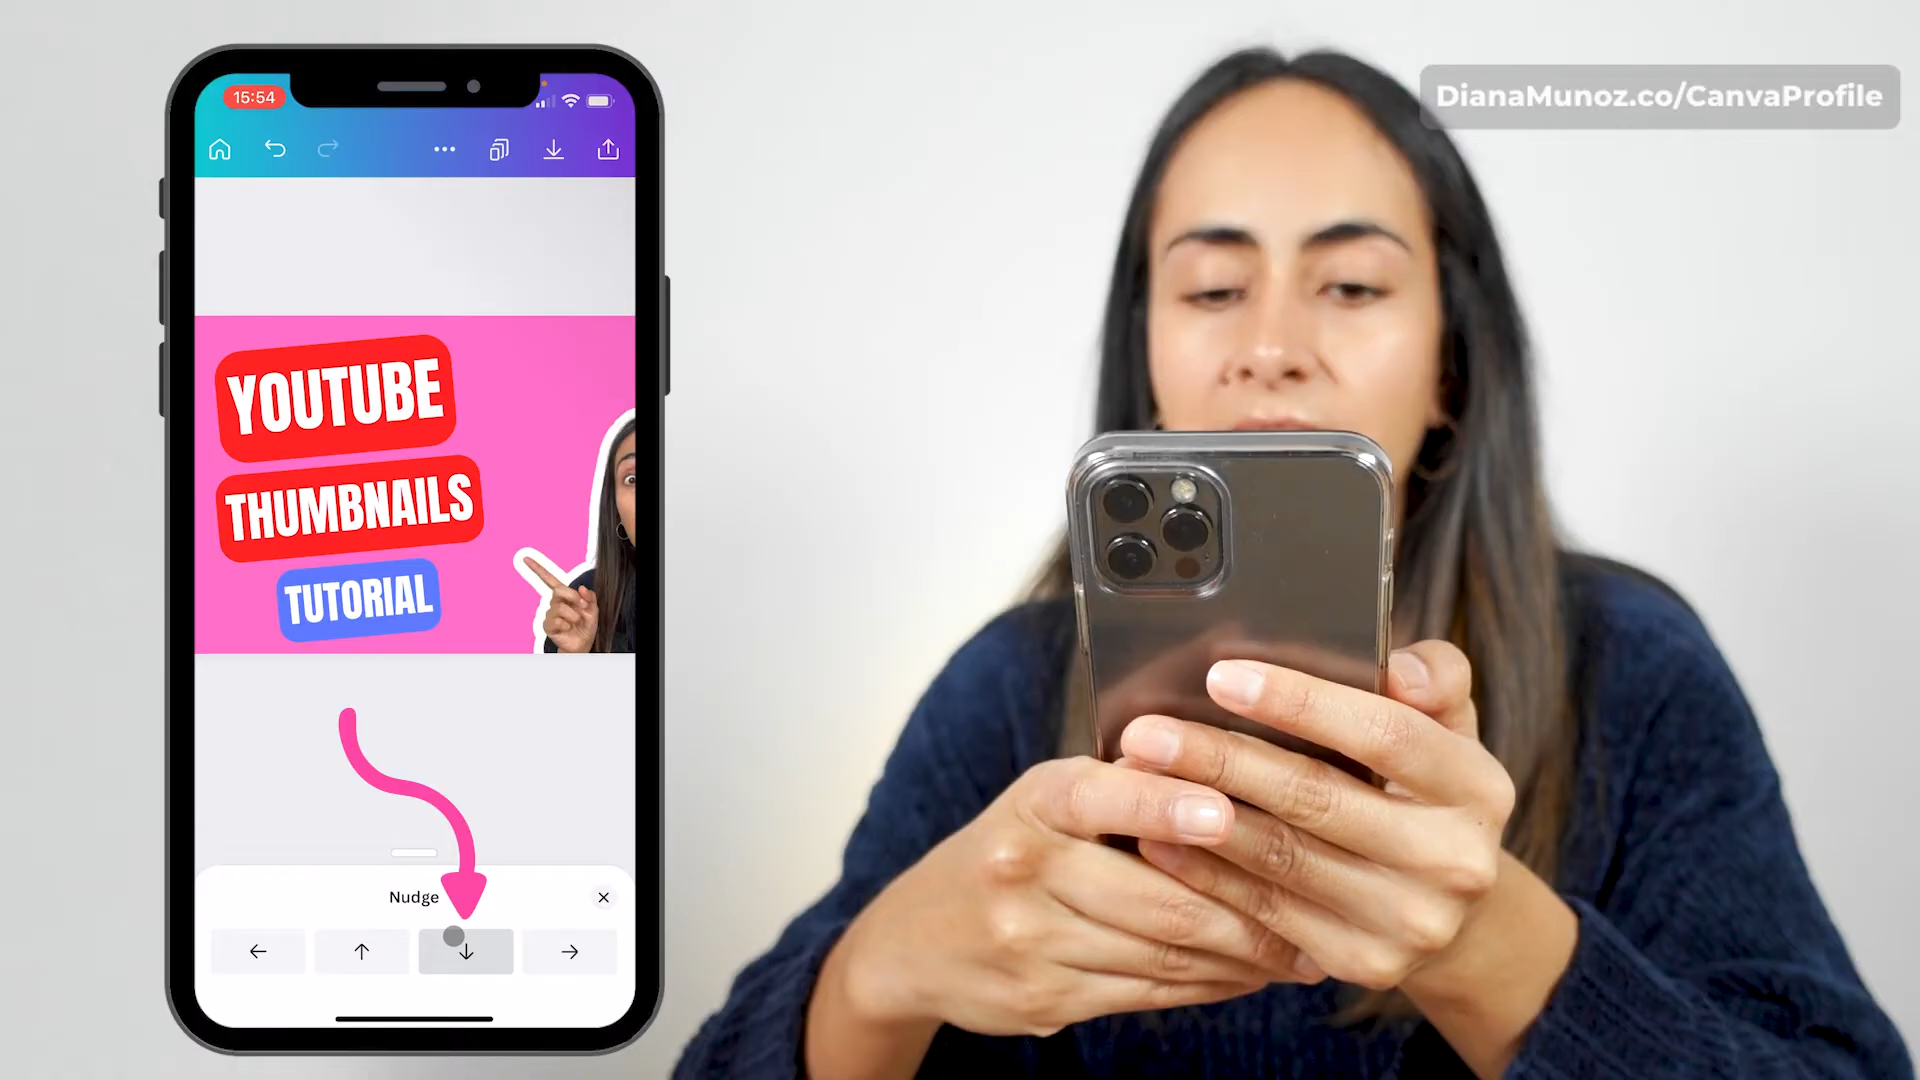 15:54
DianaMunoz.co/CanvaProfile
YOUTUBE
THUMBNAILS
TUTORIAL
Nudge